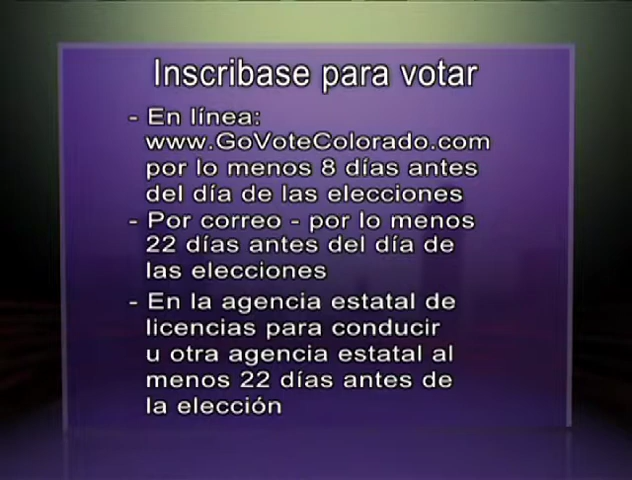 Inscribase para votar
- En línea:
www.GoVoteColorado.com
por lo menos 8 días antes
del día de las elecciones
- Por correo - por lo menos
22 días antes del día de
las elecciones
- En la agencia estatal de
licencias para conducir
u otra agencia estatal al
menos 22 días antes de
la elección